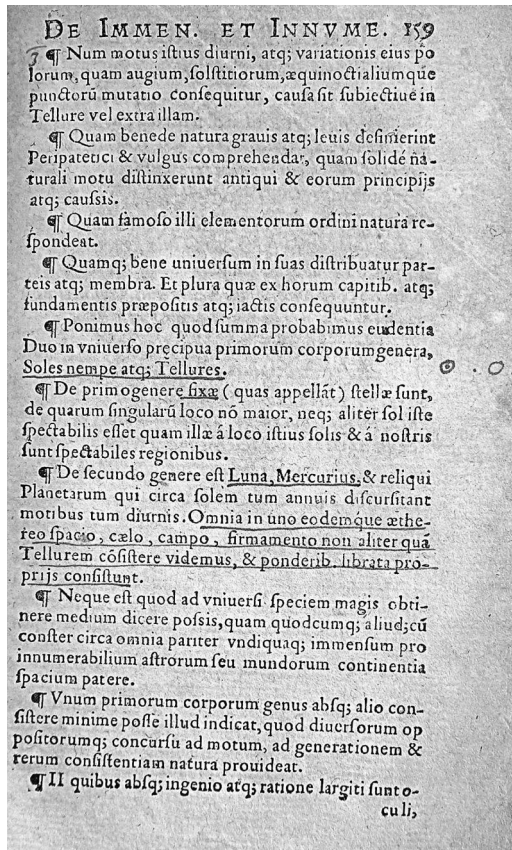 DE IMMEN. ET INNVME. 159
3 ¶ Num motus istius diurni, atq; variationis eius po
lorum, quam augium, solstitiorum, æquinoctialiumque
punctorũ mutatio consequitur, causa sit subiectiue in
Tellure vel extra illam.
¶ Quam benede natura grauis atq; leuis definierint
Peripatetici & vulgus comprehendar, quam solidé na-
turali motu distinxerunt antiqui & eorum principijs
atq; caussis.
¶ Quam famoso illi elementorum ordini natura re-
spondeat.
¶ Quamq; bene uniuersum in suas distribuatur par-
teis atq; membra. Et plura quæ ex horum capitib. atq;
fundamentis præpositis atq; iactis consequuntur.
¶ Ponimus hoc quod summa probabimus euidentia
Duo in vniuerso pręcipua primorum corporum genera,
Soles nempe atq; Tellures.
¶ De primo genere fixæ ( quas appellãt ) stellæ sunt,
de quarum singularũ loco nõ maior, neq; aliter sol iste
spectabilis esset quam illæ á loco istius solis & á nostris
sunt spectabiles regionibus.
¶ De secundo genere est Luna, Mercurius, & reliqui
Planetarum qui circa solem tum annuis discursitant
motibus tum diurnis. Omnia in uno eodemque æthe-
reo spacio, cælo, campo, firmamento non aliter quã
Tellurem cõsistere videmus, & ponderib. librata pro-
prijs consistunt.
¶ Neque est quod ad vniuersi speciem magis obti-
nere medium dicere possis, quam quodcumq; aliud; cũ
conster circa omnia pariter vndiquaq; immensum pro
innumerabilium astrorum seu mundorum continentia
spacium patere.
¶ Vnum primorum corporum genus absq; alio con-
sistere minime posse illud indicat, quod diuersorum op
positorumq; concursu ad motum, ad generationem &
rerum consistentiam natura prouideat.
¶ II quibus absq; ingenio atq; ratione largiti sunt o-
culi,